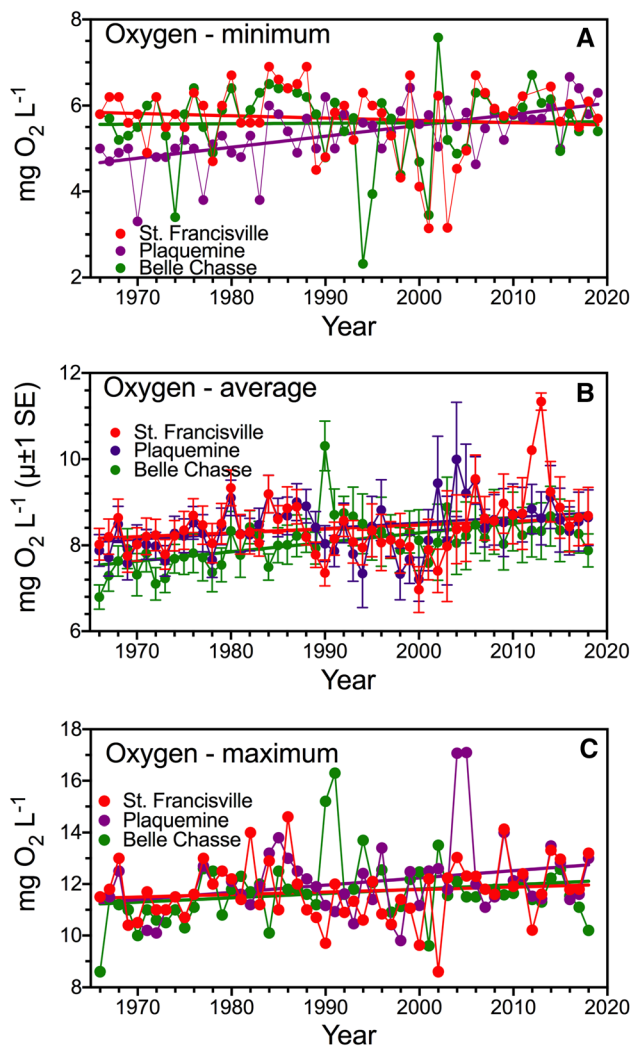 Oxygen - minimum
A
mg O₂ L⁻¹
8
6
4
2
St. Francisville
Plaquemine
Belle Chasse
1970 1980 1990 2000 2010 2020
Year
Oxygen - average
B
mg O₂ L⁻¹ (μ±1 SE)
12
10
8
6
St. Francisville
Plaquemine
Belle Chasse
1970 1980 1990 2000 2010 2020
Year
Oxygen - maximum
C
mg O₂ L⁻¹
18
16
14
12
10
8
St. Francisville
Plaquemine
Belle Chasse
1970 1980 1990 2000 2010 2020
Year